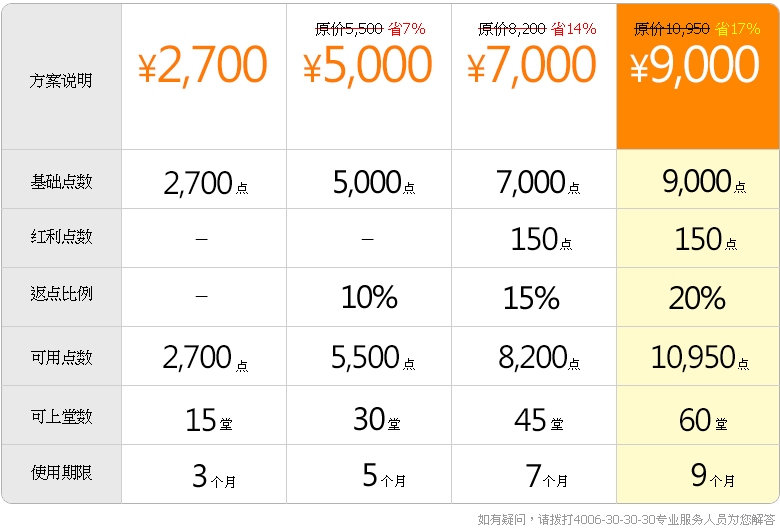 原价5,500 省7% 原价8,200 省14% 原价10,950 省17%
方案说明 ¥2,700 ¥5,000 ¥7,000 ¥9,000
基础点数 2,700点 5,000点 7,000点 9,000点
红利点数 – – 150点 150点
返点比例 – 10% 15% 20%
可用点数 2,700点 5,500点 8,200点 10,950点
可上堂数 15堂 30堂 45堂 60堂
使用期限 3个月 5个月 7个月 9个月
如有疑问，请拨打4006-30-30-30专业服务人员为您解答